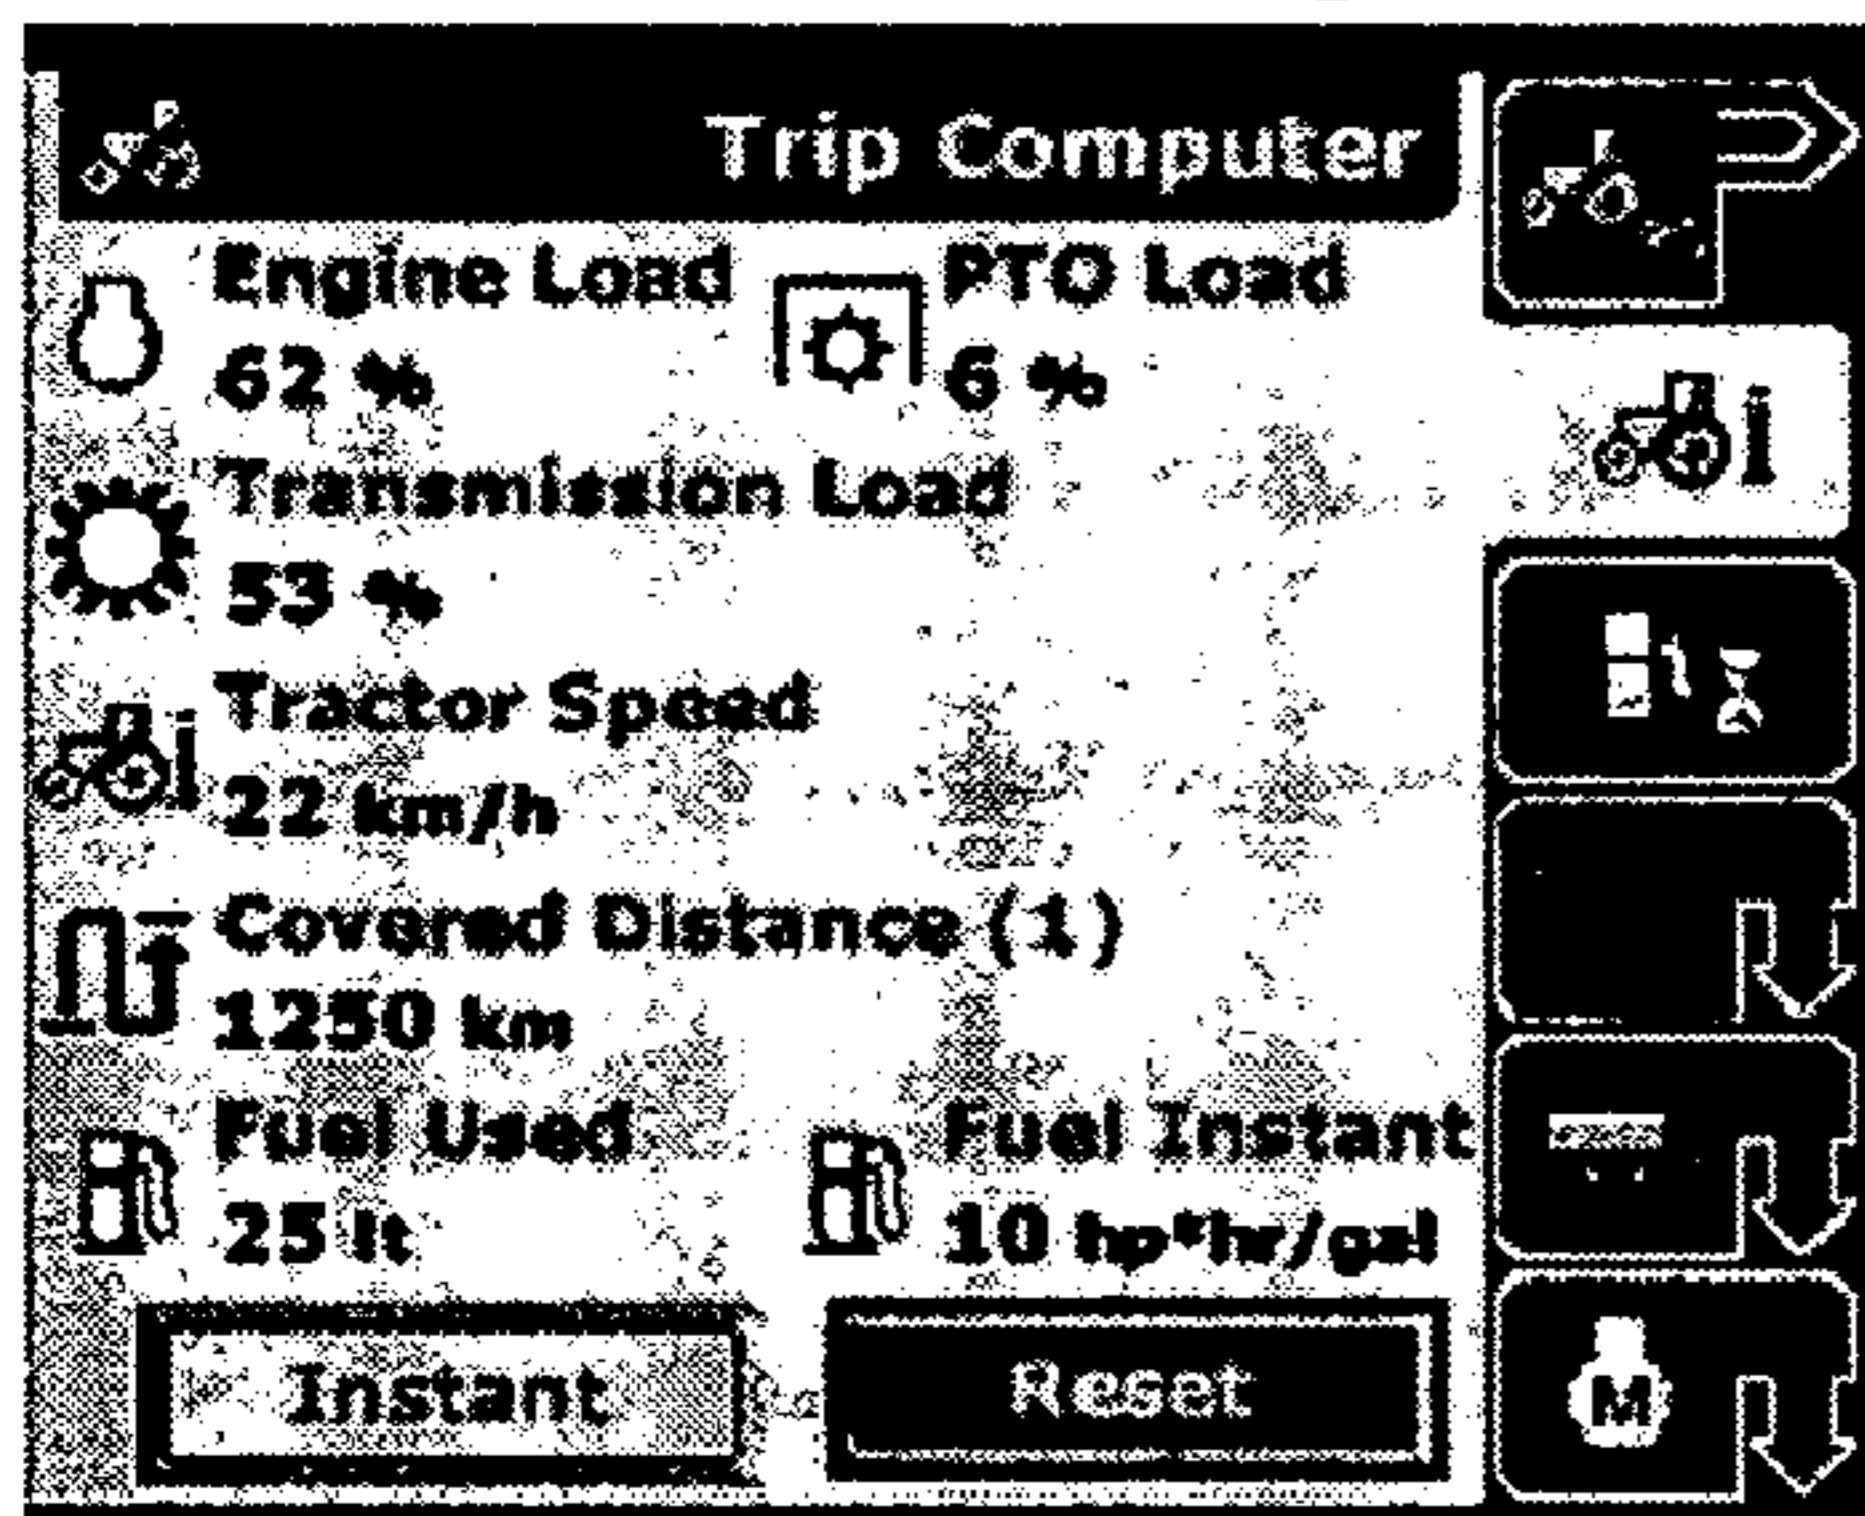 Trip Computer
Engine Load
62 %
PTO Load
6 %
Transmission Load
53 %
Tractor Speed
22 km/h
Covered Distance (1)
1250 km
Fuel Used
25 lt
Fuel Instant
10 hp*hr/gal
Instant
Reset
i
i
M